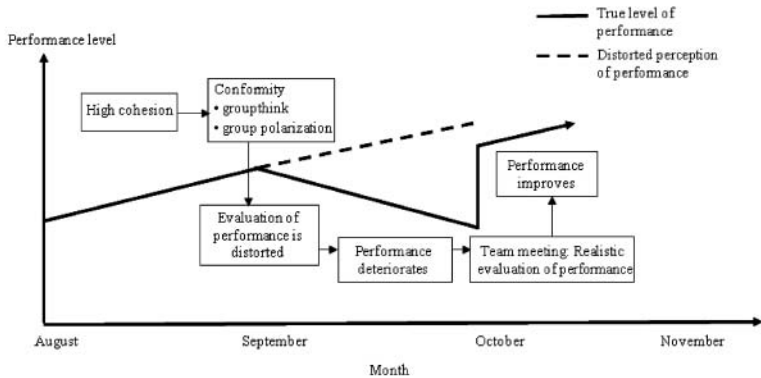 True level of
performance
Distorted perception
of performance
Performance level
High cohesion
Conformity
• groupthink
• group polarization
Performance
improves
Evaluation of
performance is
distorted
Performance
deteriorates
Team meeting: Realistic
evaluation of performance
August
September
October
November
Month